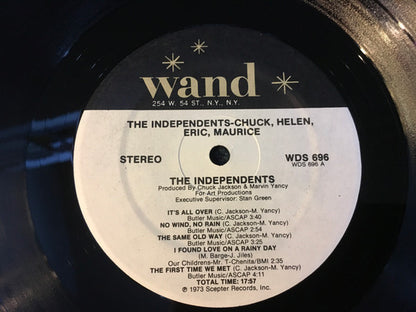 wand
254 W. 54 ST., N.Y., N.Y.
THE INDEPENDENTS-CHUCK, HELEN,
ERIC, MAURICE
STEREO WDS 696
WDS 696 A
THE INDEPENDENTS
Produced By Chuck Jackson & Marvin Yancy
For Art Productions
Executive Supervisor: Stan Green
IT'S ALL OVER (C. Jackson-M. Yancy)
Butler Music/ASCAP 3:40
NO WIND, NO RAIN (C. Jackson-M. Yancy)
Butler Music/ASCAP 2:54
THE SAME OLD WAY (C. Jackson-M. Yancy)
Butler Music/ASCAP 3:25
I FOUND LOVE ON A RAINY DAY
(M. Barge-J. Jiles)
Our Childrens-Mr. T-Chenita/BMI 2:35
THE FIRST TIME WE MET (C. Jackson-M. Yancy)
Butler Music/ASCAP 4:11
TOTAL TIME: 17:57
℗ 1973 Scepter Records, Inc.